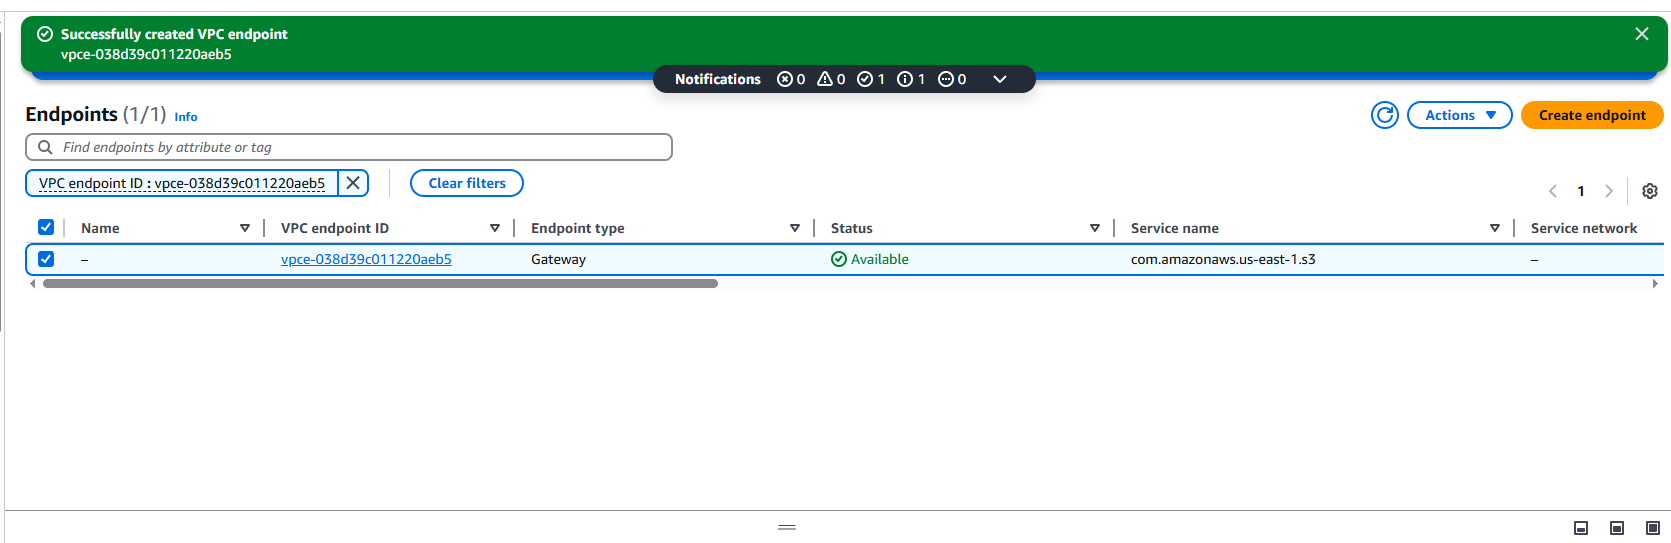 Successfully created VPC endpoint
vpce-038d39c011220aeb5
Notifications 0 0 1 1 0
Endpoints (1/1) Info
Actions
Create endpoint
Find endpoints by attribute or tag
VPC endpoint ID : vpce-038d39c011220aeb5
Clear filters
1
Name VPC endpoint ID Endpoint type Status Service name Service network
– vpce-038d39c011220aeb5 Gateway Available com.amazonaws.us-east-1.s3 –